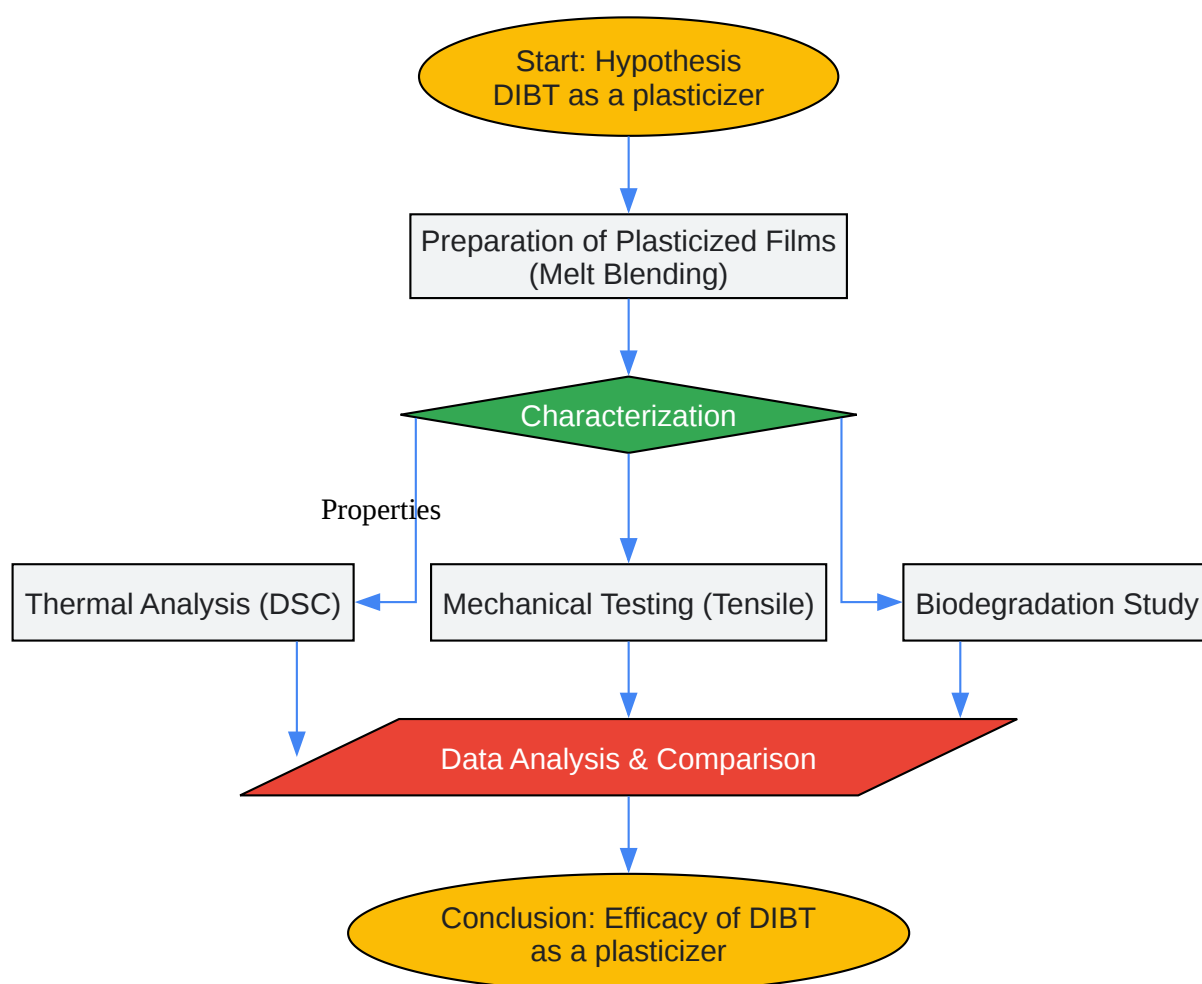 Start: Hypothesis
DIBT as a plasticizer
Preparation of Plasticized Films
(Melt Blending)
Characterization
Properties
Thermal Analysis (DSC)
Mechanical Testing (Tensile)
Biodegradation Study
Data Analysis & Comparison
Conclusion: Efficacy of DIBT
as a plasticizer